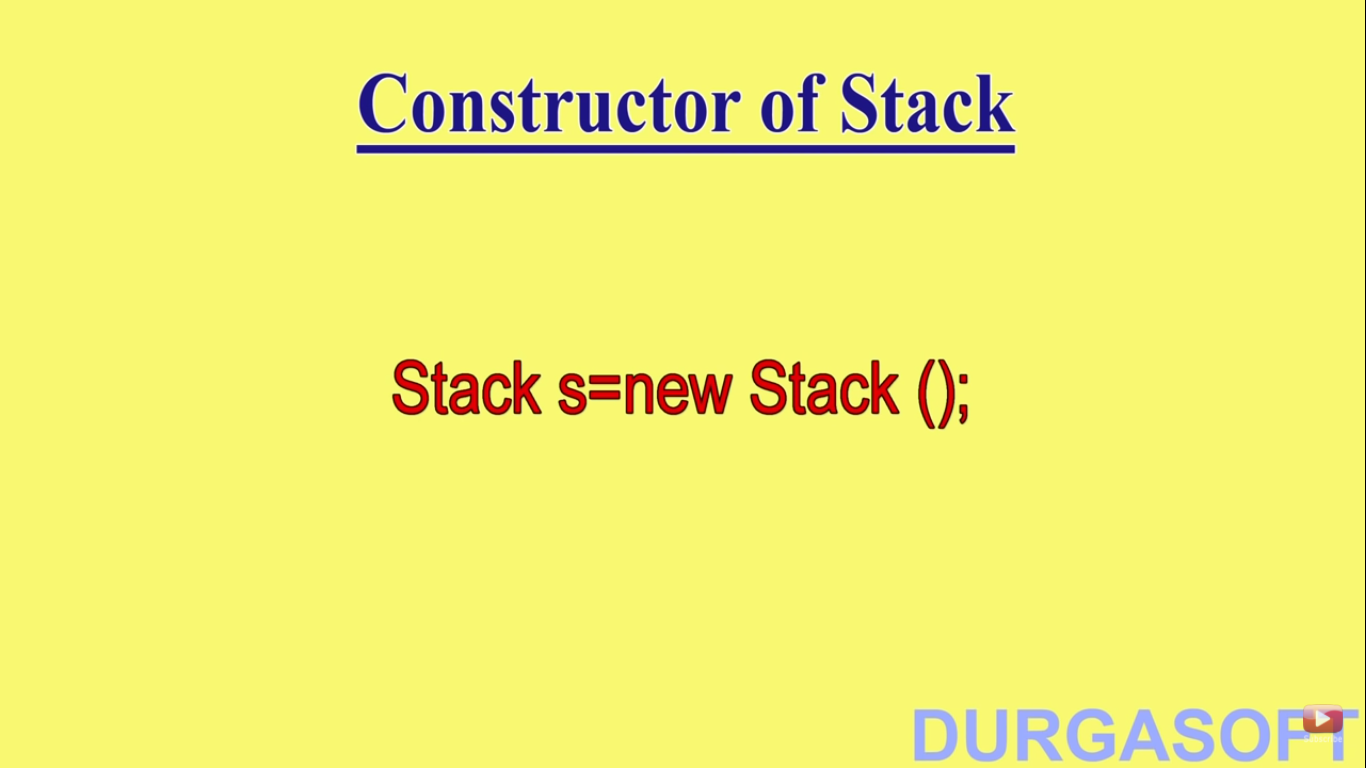 Constructor of Stack
Stack s=new Stack ();
DURGASOFT